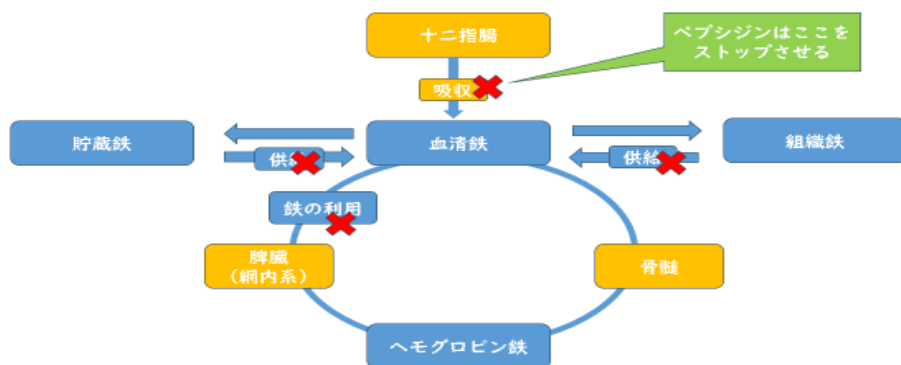 十二指腸
ペプシジンはここを
ストップさせる
吸収
貯蔵鉄
血清鉄
組織鉄
供給
供給
鉄の利用
脾臓
(網内系)
骨髄
ヘモグロビン鉄